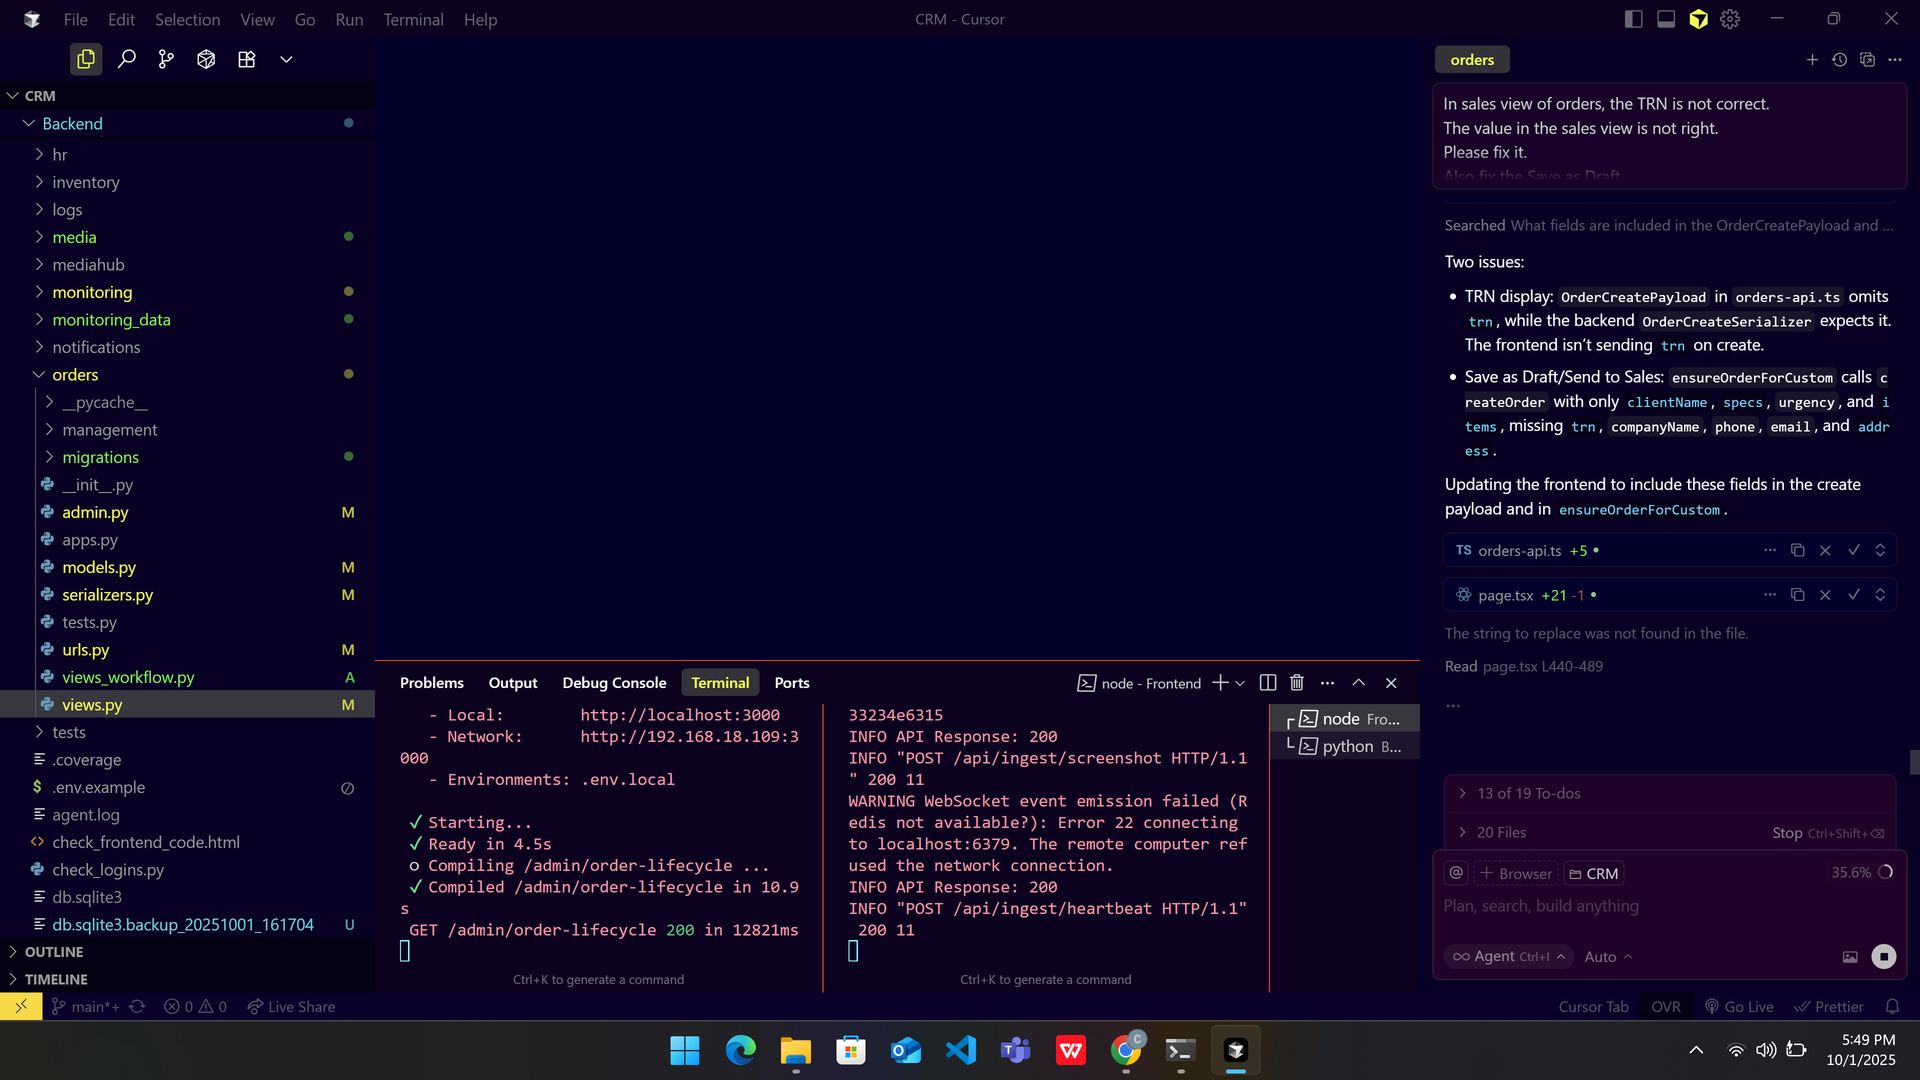 File Edit Selection View Go Run Terminal Help
CRM - Cursor
CRM
Backend
hr
inventory
logs
media
mediahub
monitoring
monitoring_data
notifications
orders
__pycache__
management
migrations
__init__.py
admin.py M
apps.py
models.py M
serializers.py M
tests.py
urls.py M
views_workflow.py A
views.py M
tests
.coverage
$ .env.example
agent.log
check_frontend_code.html
check_logins.py
db.sqlite3
db.sqlite3.backup_20251001_161704 U
OUTLINE
TIMELINE
Problems Output Debug Console Terminal Ports
node - Frontend
- Local: http://localhost:3000
- Network: http://192.168.18.109:3
000
- Environments: .env.local
✓ Starting...
✓ Ready in 4.5s
○ Compiling /admin/order-lifecycle ...
✓ Compiled /admin/order-lifecycle in 10.9
s
GET /admin/order-lifecycle 200 in 12821ms
Ctrl+K to generate a command
33234e6315
INFO API Response: 200
INFO "POST /api/ingest/screenshot HTTP/1.1
" 200 11
WARNING WebSocket event emission failed (R
edis not available?): Error 22 connecting
to localhost:6379. The remote computer ref
used the network connection.
INFO API Response: 200
INFO "POST /api/ingest/heartbeat HTTP/1.1"
200 11
Ctrl+K to generate a command
node Fro...
python B...
orders
In sales view of orders, the TRN is not correct.
The value in the sales view is not right.
Please fix it.
Also fix the Save as Draft
Searched What fields are included in the OrderCreatePayload and ...
Two issues:
• TRN display: OrderCreatePayload in orders-api.ts omits
trn, while the backend OrderCreateSerializer expects it.
The frontend isn't sending trn on create.
• Save as Draft/Send to Sales: ensureOrderForCustom calls c
reateOrder with only clientName, specs, urgency, and i
tems, missing trn, companyName, phone, email, and addr
ess.
Updating the frontend to include these fields in the create
payload and in ensureOrderForCustom.
TS orders-api.ts +5 •
page.tsx +21 -1 •
The string to replace was not found in the file.
Read page.tsx L440-489
...
13 of 19 To-dos
20 Files Stop Ctrl+Shift+⌫
@ + Browser CRM 35.6%
Plan, search, build anything
∞ Agent Ctrl+I Auto
main*+ 0 0 Live Share
Cursor Tab OVR Go Live Prettier
C
5:49 PM
10/1/2025